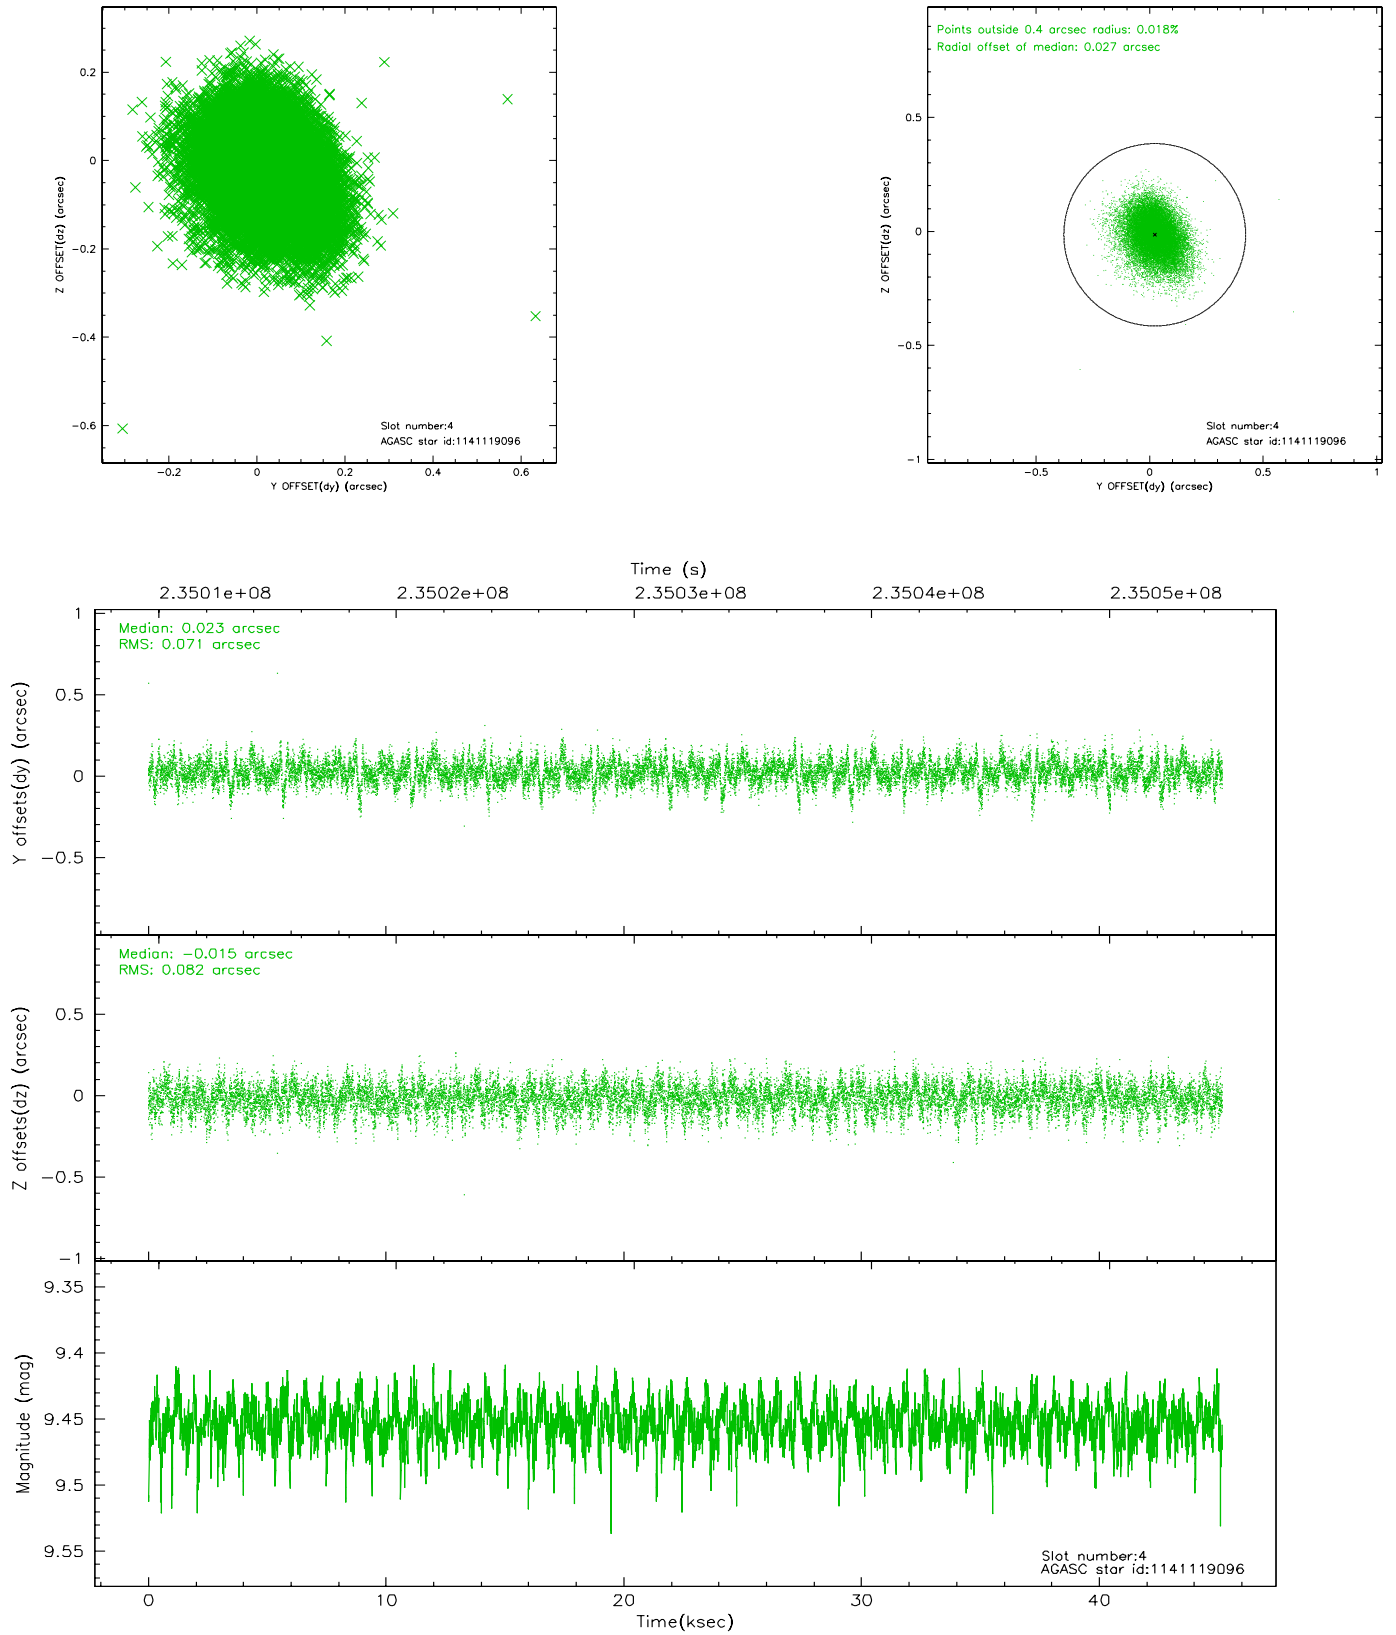 0.2
0
−0.2
−0.4
−0.6
Z OFFSET(dz) (arcsec)
Slot number:4
AGASC star id:1141119096
−0.2 0 0.2 0.4 0.6
Y OFFSET(dy) (arcsec)
Points outside 0.4 arcsec radius: 0.018%
Radial offset of median: 0.027 arcsec
0.5
0
−0.5
−1
Z OFFSET(dz) (arcsec)
Slot number:4
AGASC star id:1141119096
−0.5 0 0.5 1
Y OFFSET(dy) (arcsec)
Time (s)
2.3501e+08 2.3502e+08 2.3503e+08 2.3504e+08 2.3505e+08
1
0.5
0
−0.5
Y offsets(dy) (arcsec)
Median: 0.023 arcsec
RMS: 0.071 arcsec
0.5
0
−0.5
−1
Z offsets(dz) (arcsec)
Median: −0.015 arcsec
RMS: 0.082 arcsec
9.35
9.4
9.45
9.5
9.55
Magnitude (mag)
Slot number:4
AGASC star id:1141119096
0 10 20 30 40
Time(ksec)